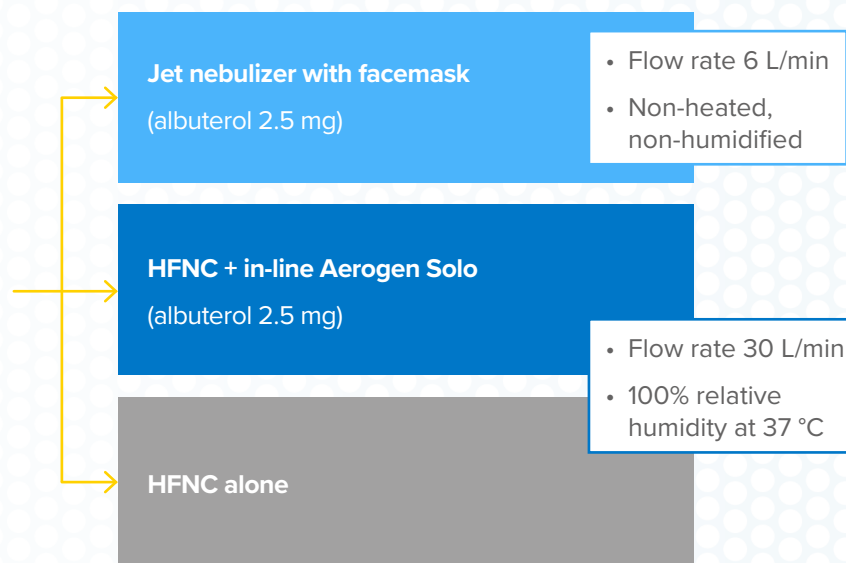 Jet nebulizer with facemask
(albuterol 2.5 mg)
• Flow rate 6 L/min
• Non-heated,
non-humidified
HFNC + in-line Aerogen Solo
(albuterol 2.5 mg)
• Flow rate 30 L/min
• 100% relative
humidity at 37 °C
HFNC alone